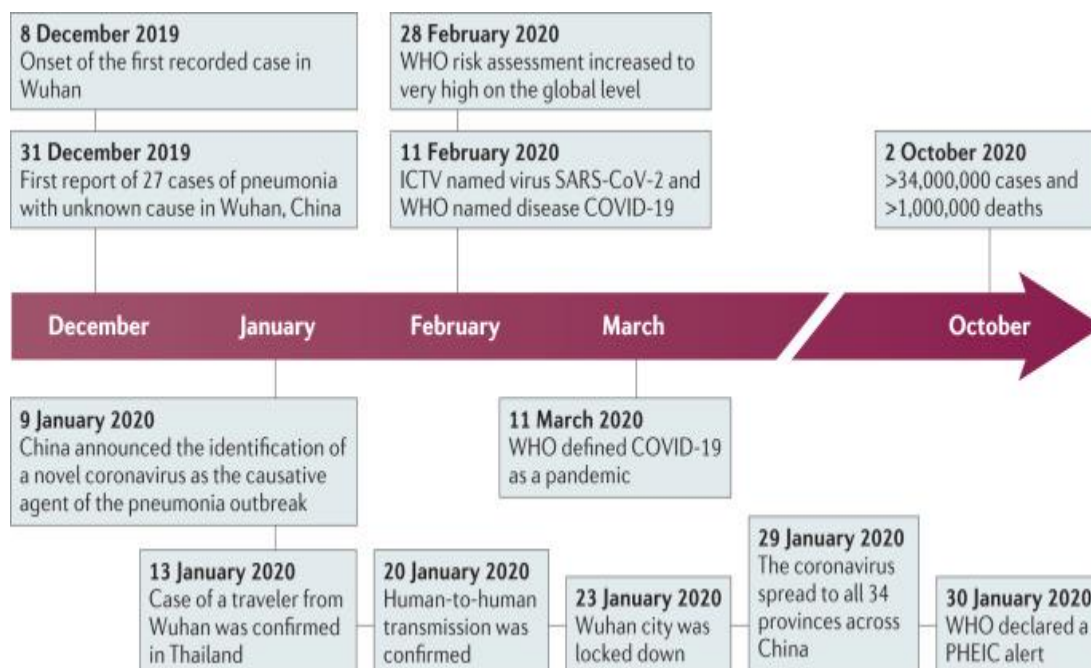 8 December 2019
Onset of the first recorded case in
Wuhan
28 February 2020
WHO risk assessment increased to
very high on the global level
31 December 2019
First report of 27 cases of pneumonia
with unknown cause in Wuhan, China
11 February 2020
ICTV named virus SARS-CoV-2 and
WHO named disease COVID-19
2 October 2020
>34,000,000 cases and
>1,000,000 deaths
December
January
February
March
October
9 January 2020
China announced the identification of
a novel coronavirus as the causative
agent of the pneumonia outbreak
11 March 2020
WHO defined COVID-19
as a pandemic
13 January 2020
Case of a traveler from
Wuhan was confirmed
in Thailand
20 January 2020
Human-to-human
transmission was
confirmed
23 January 2020
Wuhan city was
locked down
29 January 2020
The coronavirus
spread to all 34
provinces across
China
30 January 2020
WHO declared a
PHEIC alert